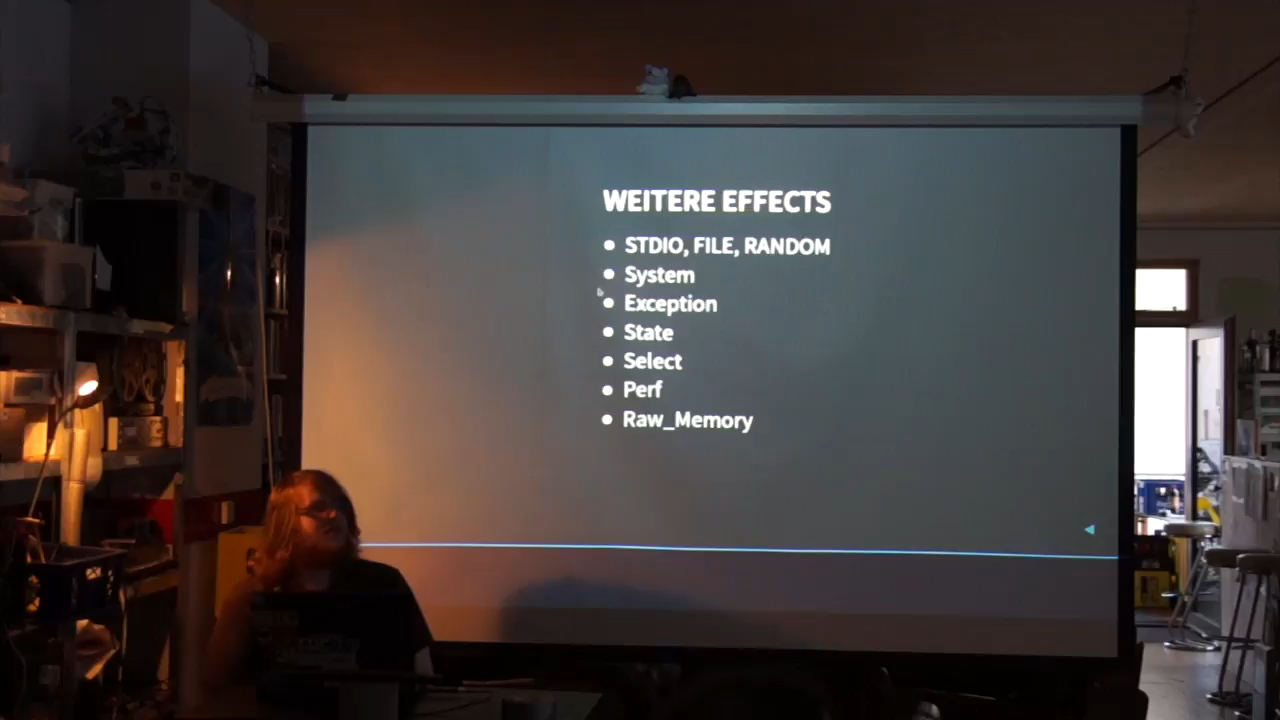 WEITERE EFFECTS
• STDIO, FILE, RANDOM
• System
• Exception
• State
• Select
• Perf
• Raw_Memory